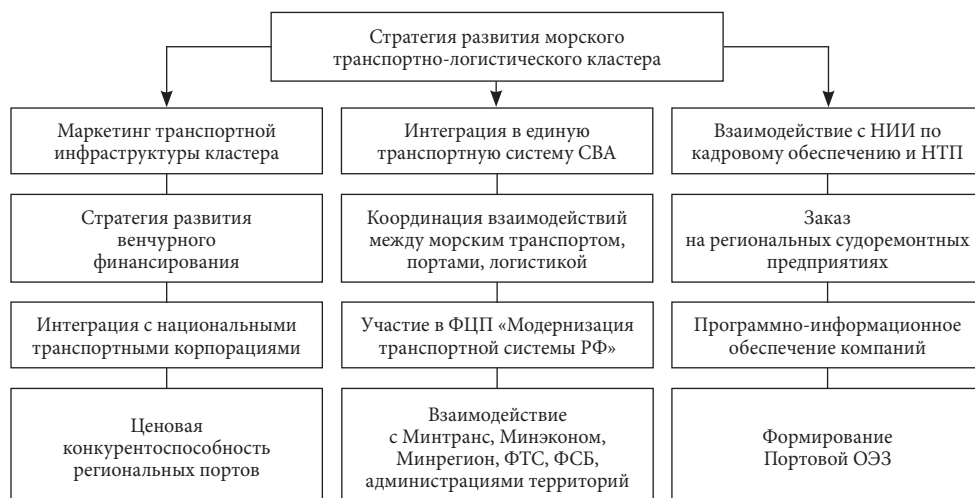 Стратегия развития морского
транспортно-логистического кластера
Маркетинг транспортной
инфраструктуры кластера
Интеграция в единую
транспортную систему СВА
Взаимодействие с НИИ по
кадровому обеспечению и НТП
Стратегия развития
венчурного
финансирования
Координация взаимодействий
между морским транспортом,
портами, логистикой
Заказ
на региональных судоремонтных
предприятиях
Интеграция с национальными
транспортными корпорациями
Участие в ФЦП «Модернизация
транспортной системы РФ»
Программно-информационное
обеспечение компаний
Ценовая
конкурентоспособность
региональных портов
Взаимодействие
с Минтранс, Минэконом,
Минрегион, ФТС, ФСБ,
администрациями территорий
Формирование
Портовой ОЭЗ